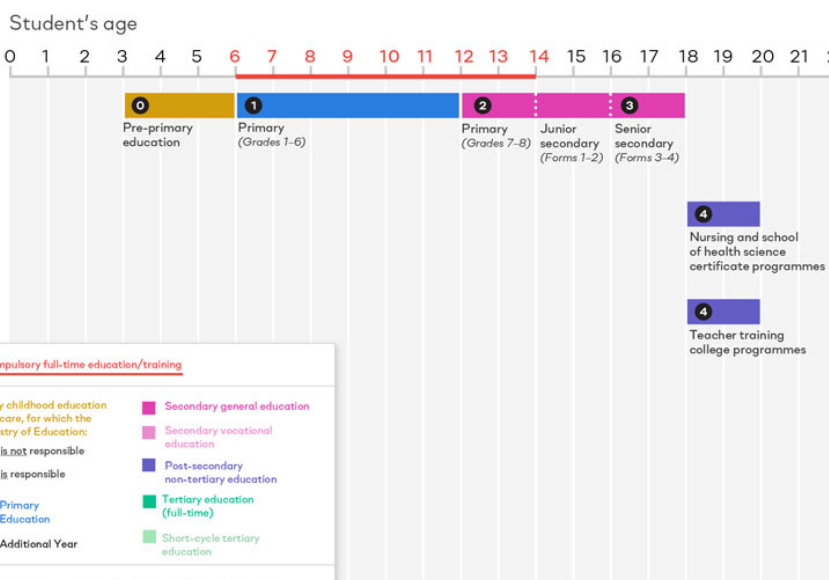 Student's age
0 1 2 3 4 5 6 7 8 9 10 11 12 13 14 15 16 17 18 19 20 21
0 1 2 3
Pre-primary
education
Primary
(Grades 1–6)
Primary
(Grades 7–8)
Junior
secondary
(Forms 1–2)
Senior
secondary
(Forms 3–4)
4
Nursing and school
of health science
certificate programmes
4
Teacher training
college programmes
mpulsory full-time education/training
y childhood education
care, for which the
stry of Education:
is not responsible
is responsible
Primary
Education
Additional Year
Secondary general education
Secondary vocational
education
Post-secondary
non-tertiary education
Tertiary education
(full-time)
Short-cycle tertiary
education